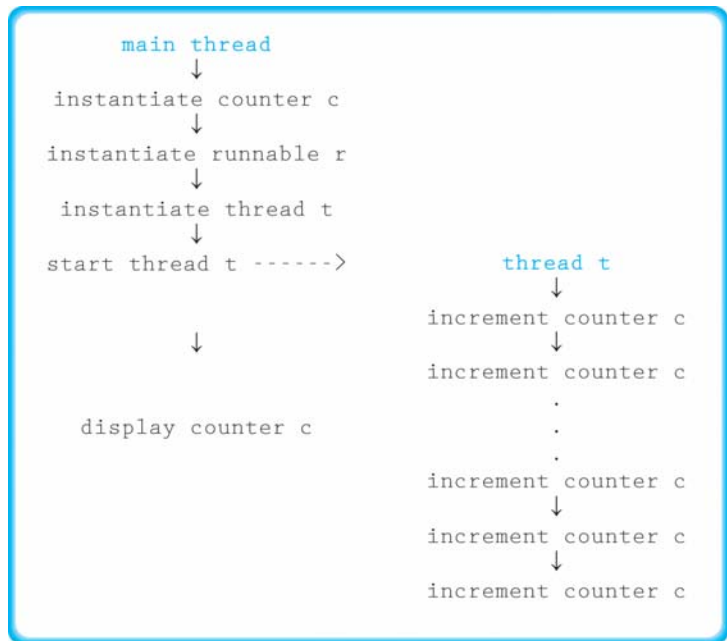 main thread
↓
instantiate counter c
↓
instantiate runnable r
↓
instantiate thread t
↓
start thread t ------>
↓
display counter c
thread t
↓
increment counter c
↓
increment counter c
.
.
.
increment counter c
↓
increment counter c
↓
increment counter c